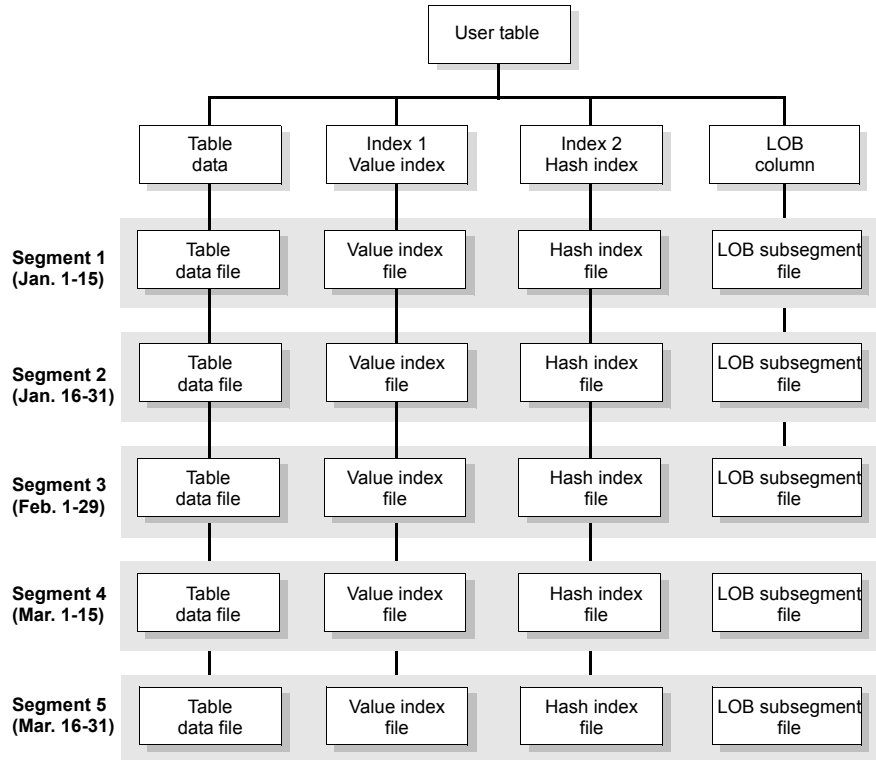 User table
Table
data
Index 1
Value index
Index 2
Hash index
LOB
column
Segment 1
(Jan. 1-15)
Table
data file
Value index
file
Hash index
file
LOB subsegment
file
Segment 2
(Jan. 16-31)
Table
data file
Value index
file
Hash index
file
LOB subsegment
file
Segment 3
(Feb. 1-29)
Table
data file
Value index
file
Hash index
file
LOB subsegment
file
Segment 4
(Mar. 1-15)
Table
data file
Value index
file
Hash index
file
LOB subsegment
file
Segment 5
(Mar. 16-31)
Table
data file
Value index
file
Hash index
file
LOB subsegment
file